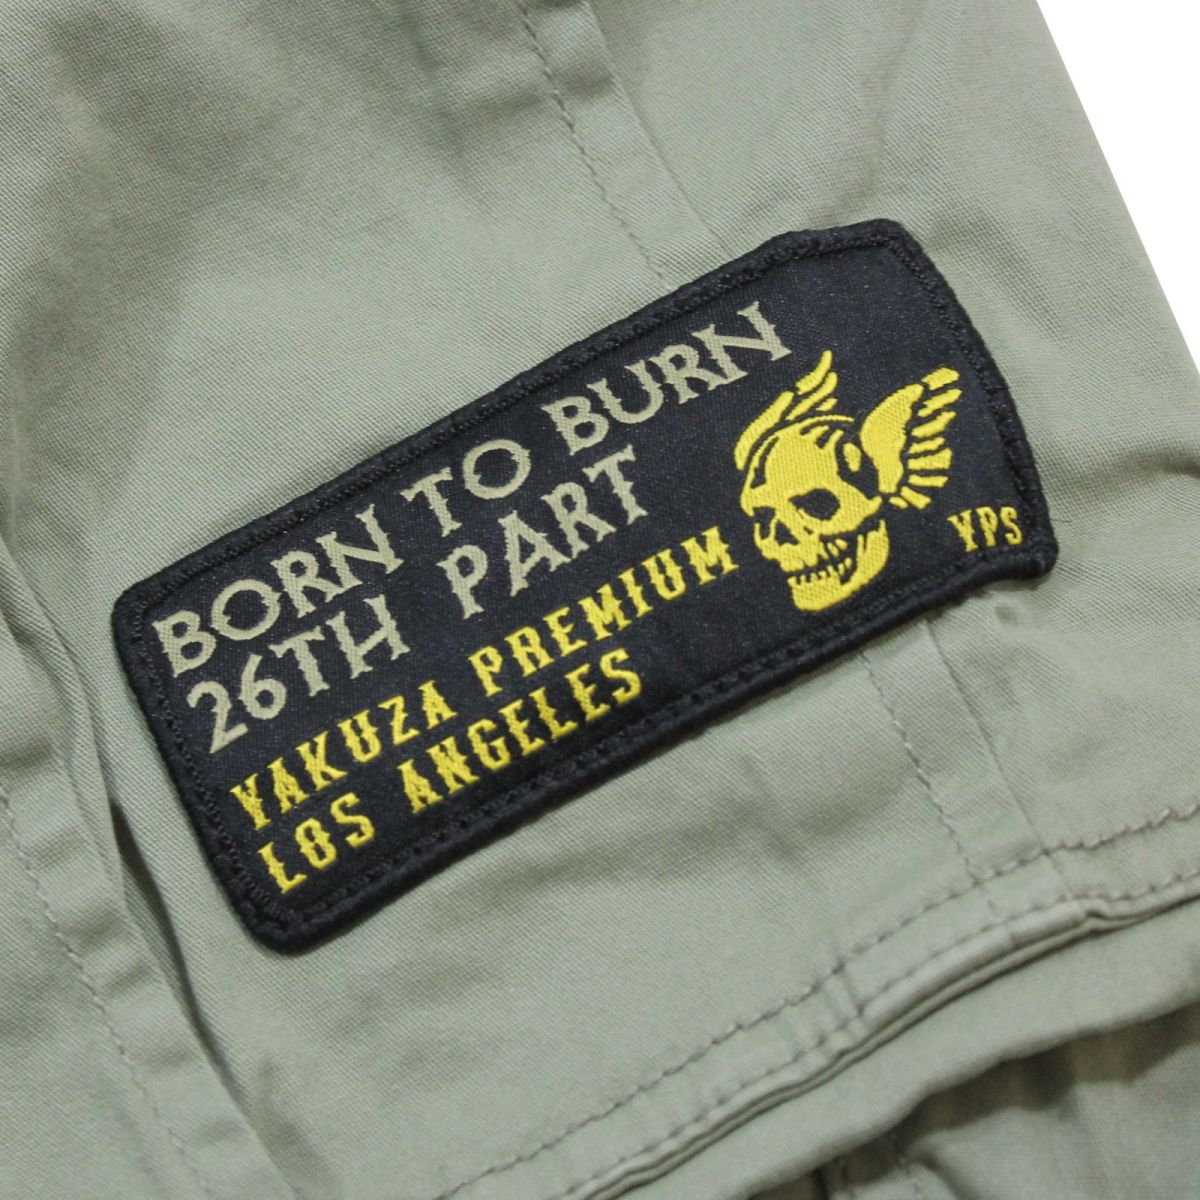 BORN TO BURN
26TH PART
YAKUZA PREMIUM
LOS ANGELES
YPS